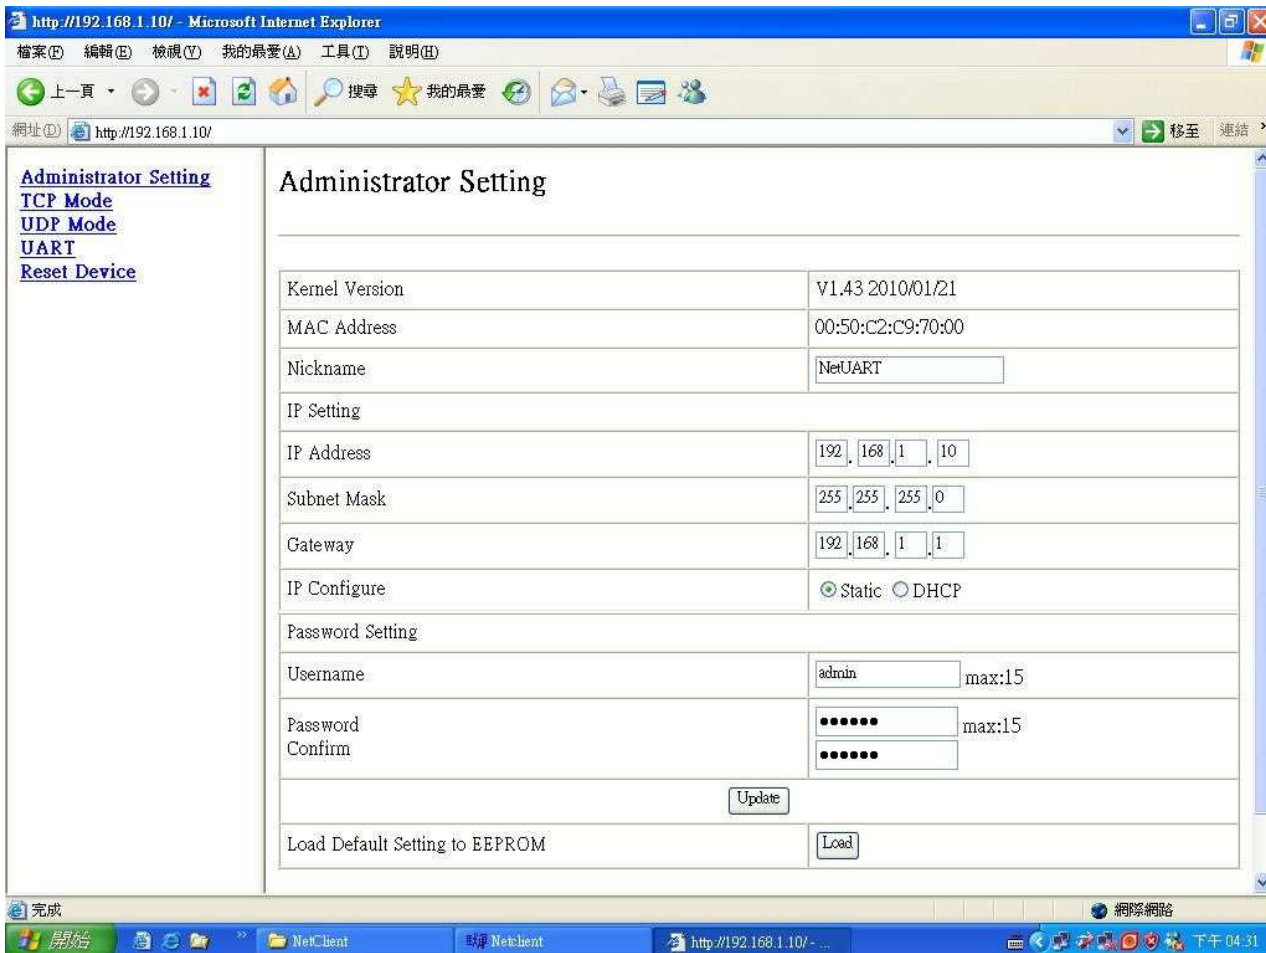 http://192.168.1.10/ - Microsoft Internet Explorer
檔案(F) 編輯(E) 檢視(V) 我的最愛(A) 工具(T) 說明(H)
上一頁 搜尋 我的最愛
網址(D) http://192.168.1.10/ 移至 連結 »
Administrator Setting
TCP Mode
UDP Mode
UART
Reset Device
Administrator Setting
Kernel Version V1.43 2010/01/21
MAC Address 00:50:C2:C9:70:00
Nickname NetUART
IP Setting
IP Address 192 . 168 . 1 . 10
Subnet Mask 255 . 255 . 255 . 0
Gateway 192 . 168 . 1 . 1
IP Configure Static DHCP
Password Setting
Username admin max:15
Password •••••• max:15
Confirm ••••••
Update
Load Default Setting to EEPROM Load
完成 網際網路
開始 » NetClient Netclient http://192.168.1.10/ - ... 下午 04:31